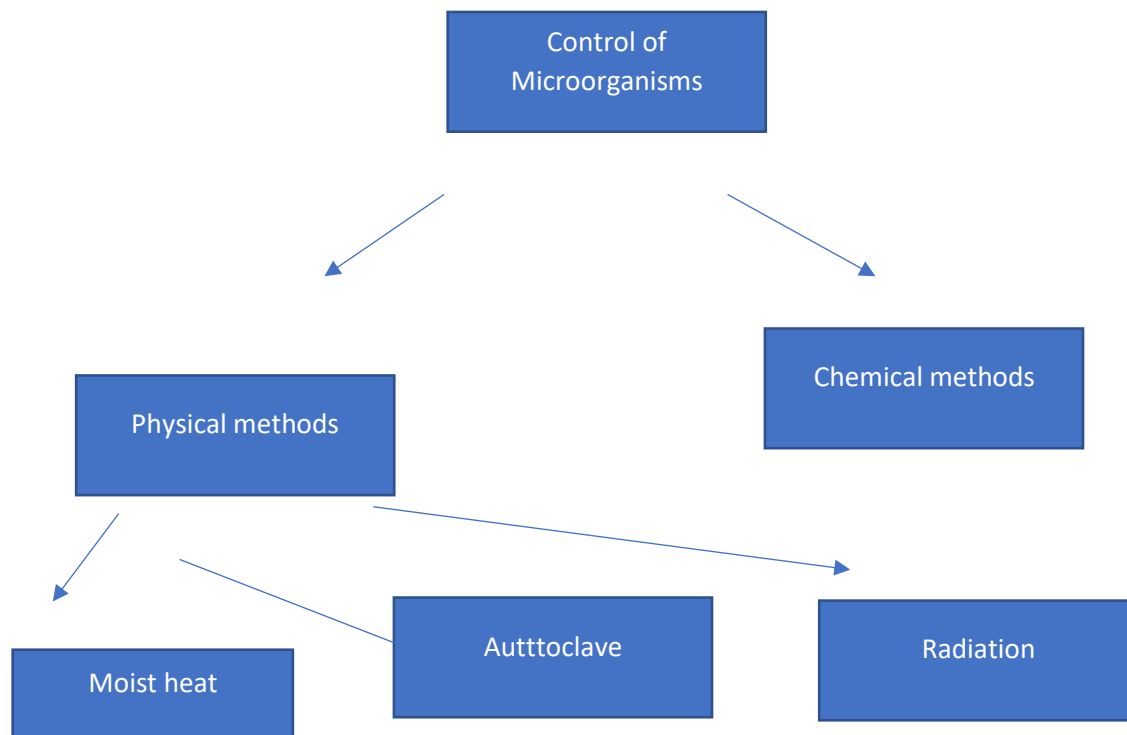 Control of
Microorganisms
Chemical methods
Physical methods
Autttoclave
Radiation
Moist heat